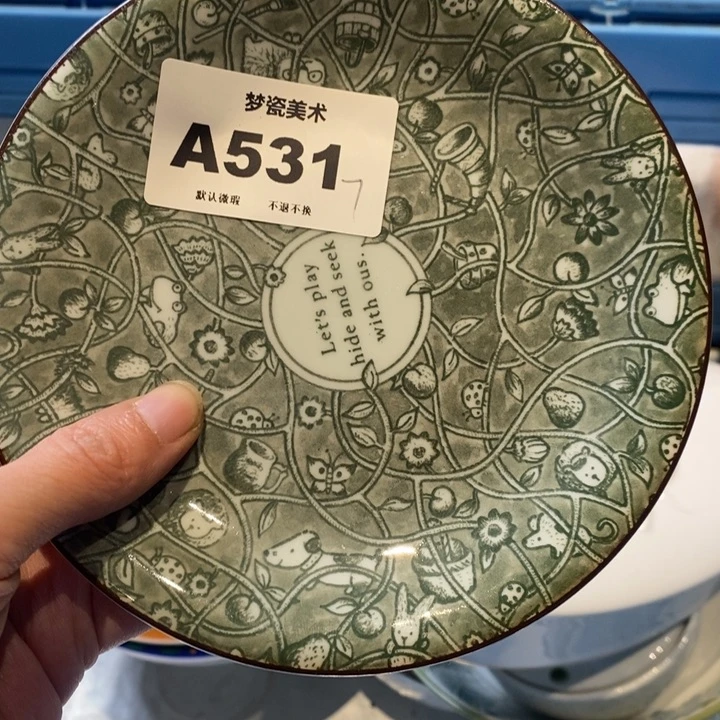 梦瓷美术
A531
7
默认微瑕 不退不换
Let's play
hide and seek
with ous.